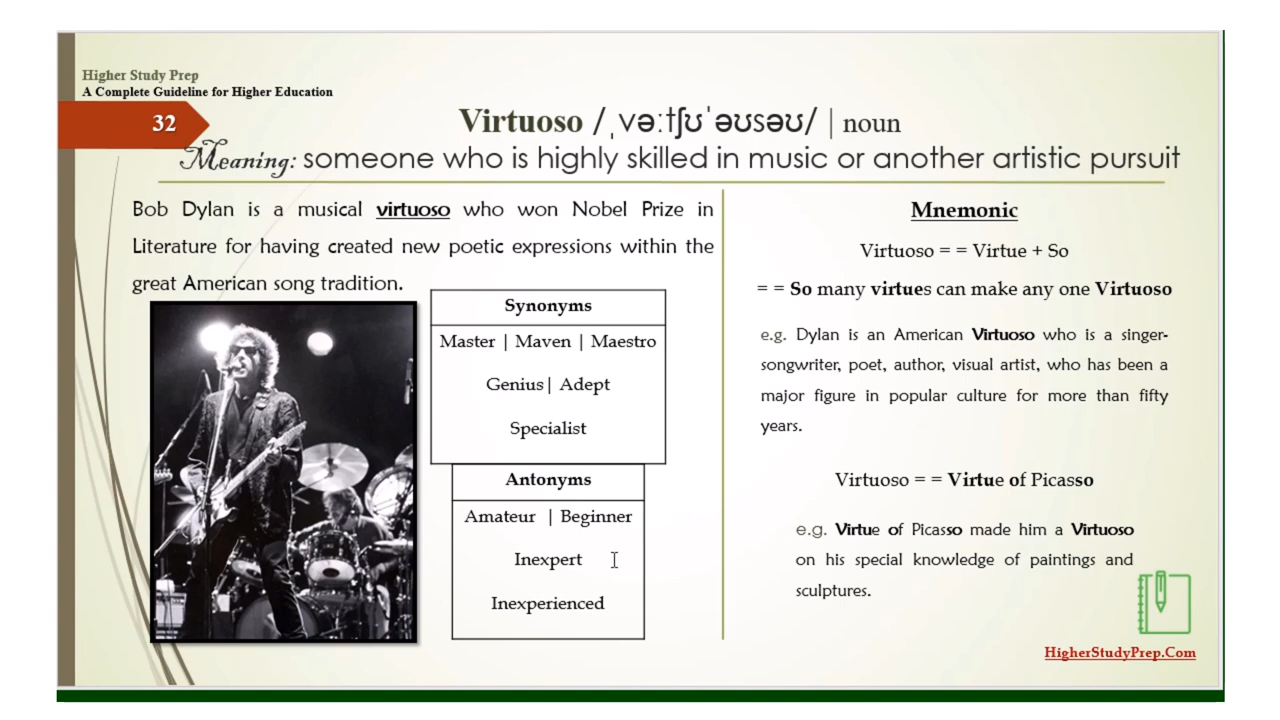 Higher Study Prep
A Complete Guideline for Higher Education
32
Virtuoso /ˌvəːtʃʊˈəʊsəʊ/ | noun
Meaning: someone who is highly skilled in music or another artistic pursuit
Bob Dylan is a musical virtuoso who won Nobel Prize in
Literature for having created new poetic expressions within the
great American song tradition.
Synonyms
Master | Maven | Maestro
Genius| Adept
Specialist
Antonyms
Amateur | Beginner
Inexpert
Inexperienced
Mnemonic
Virtuoso = = Virtue + So
= = So many virtues can make any one Virtuoso
e.g. Dylan is an American Virtuoso who is a singer-
songwriter, poet, author, visual artist, who has been a
major figure in popular culture for more than fifty
years.
Virtuoso = = Virtue of Picasso
e.g. Virtue of Picasso made him a Virtuoso
on his special knowledge of paintings and
sculptures.
HigherStudyPrep.Com